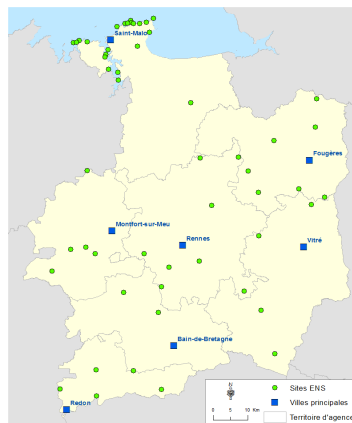 Saint-Malo
Fougères
Montfort-sur-Meu
Rennes
Vitré
Bain-de-Bretagne
Redon
N
0 5 10 Km
Sites ENS
Villes principales
Territoire d'agence